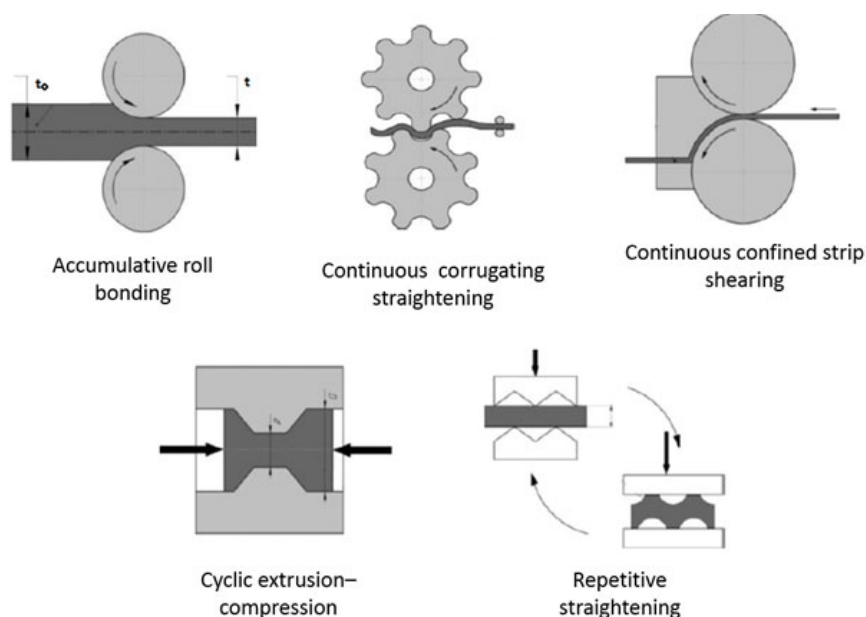 t₀
t
Accumulative roll
bonding
Continuous corrugating
straightening
Continuous confined strip
shearing
Cyclic extrusion–
compression
Repetitive
straightening